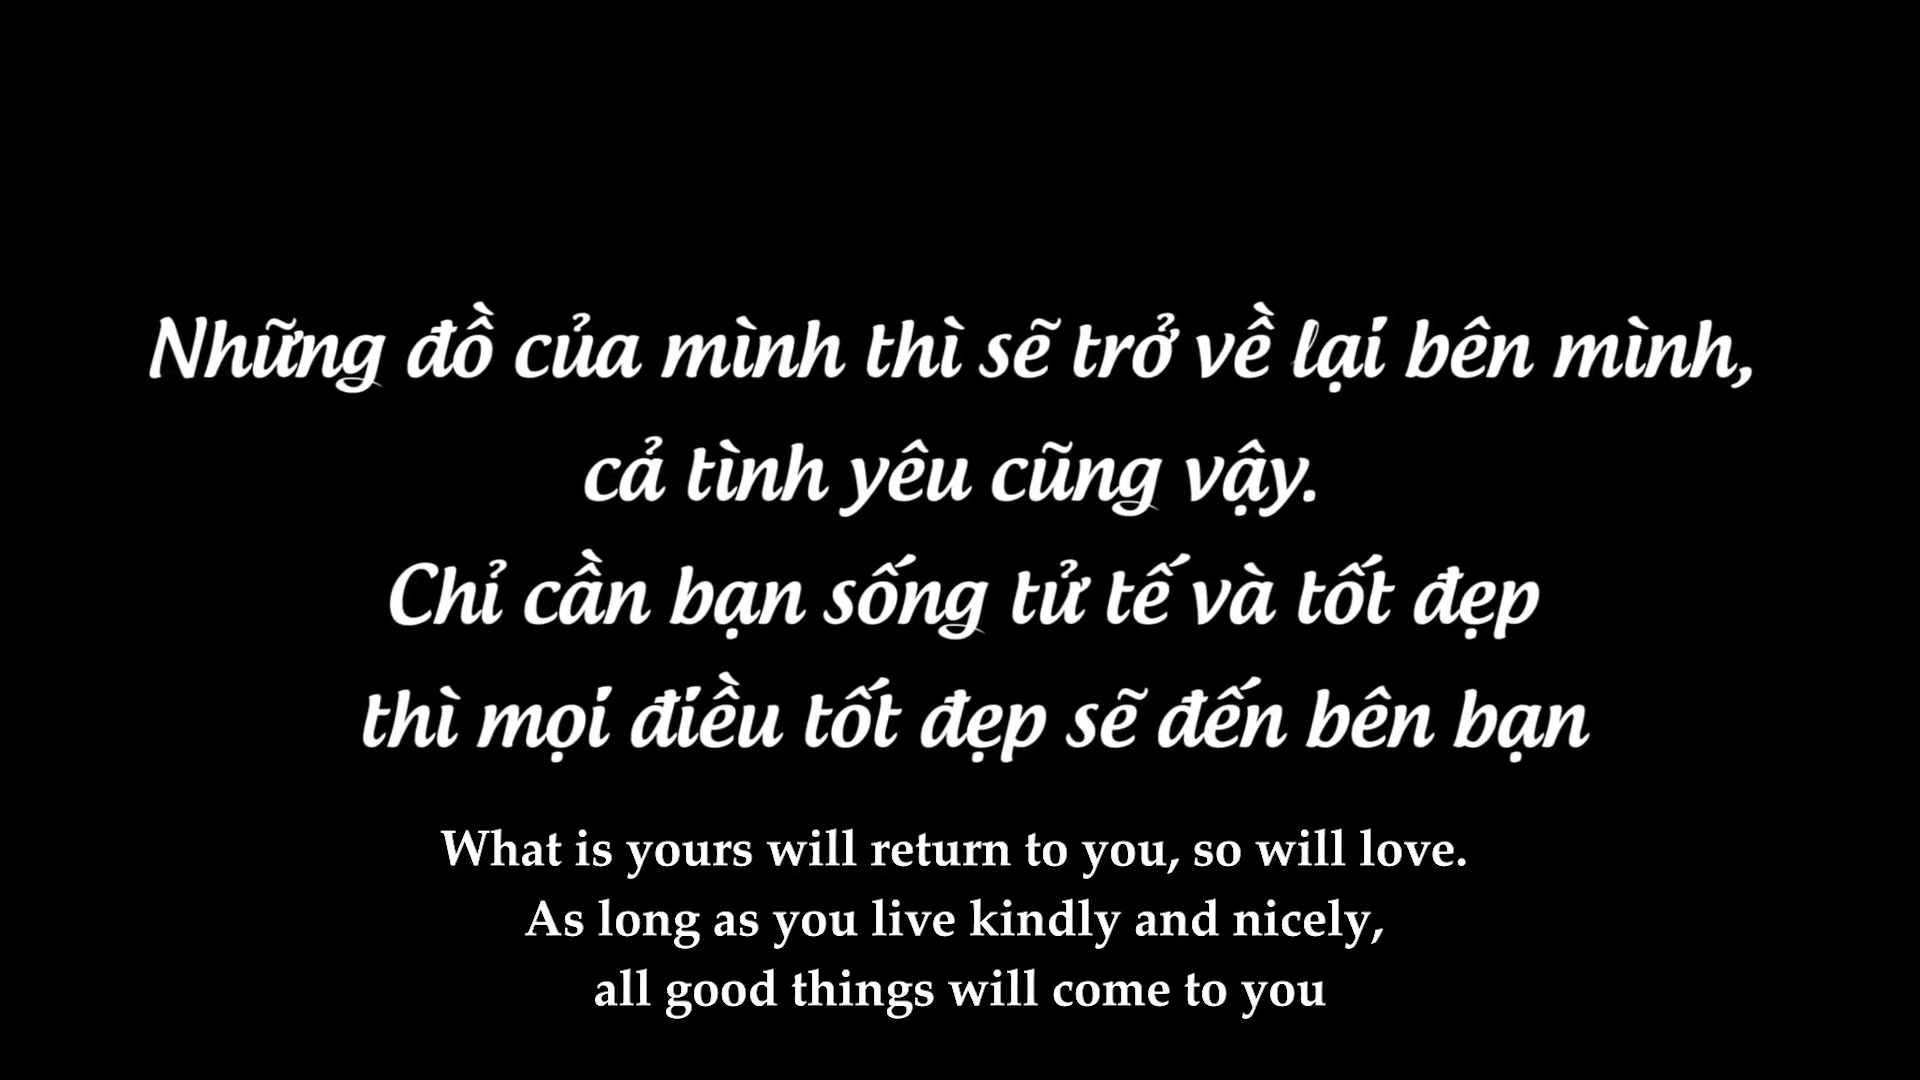 Những đồ của mình thì sẽ trở về lại bên mình,
cả tình yêu cũng vậy.
Chỉ cần bạn sống tử tế và tốt đẹp
thì mọi điều tốt đẹp sẽ đến bên bạn
What is yours will return to you, so will love.
As long as you live kindly and nicely,
all good things will come to you